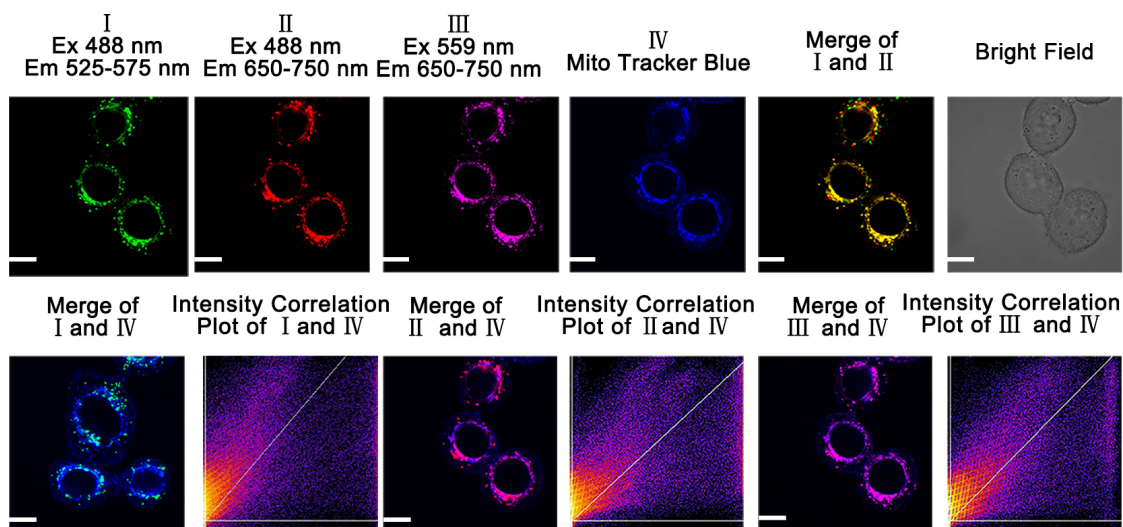 Ⅰ
Ex 488 nm
Em 525-575 nm
Ⅱ
Ex 488 nm
Em 650-750 nm
Ⅲ
Ex 559 nm
Em 650-750 nm
Ⅳ
Mito Tracker Blue
Merge of
Ⅰ and Ⅱ
Bright Field
Merge of
Ⅰ and Ⅳ
Intensity Correlation
Plot of Ⅰ and Ⅳ
Merge of
Ⅱ and Ⅳ
Intensity Correlation
Plot of Ⅱ and Ⅳ
Merge of
Ⅲ and Ⅳ
Intensity Correlation
Plot of Ⅲ and Ⅳ